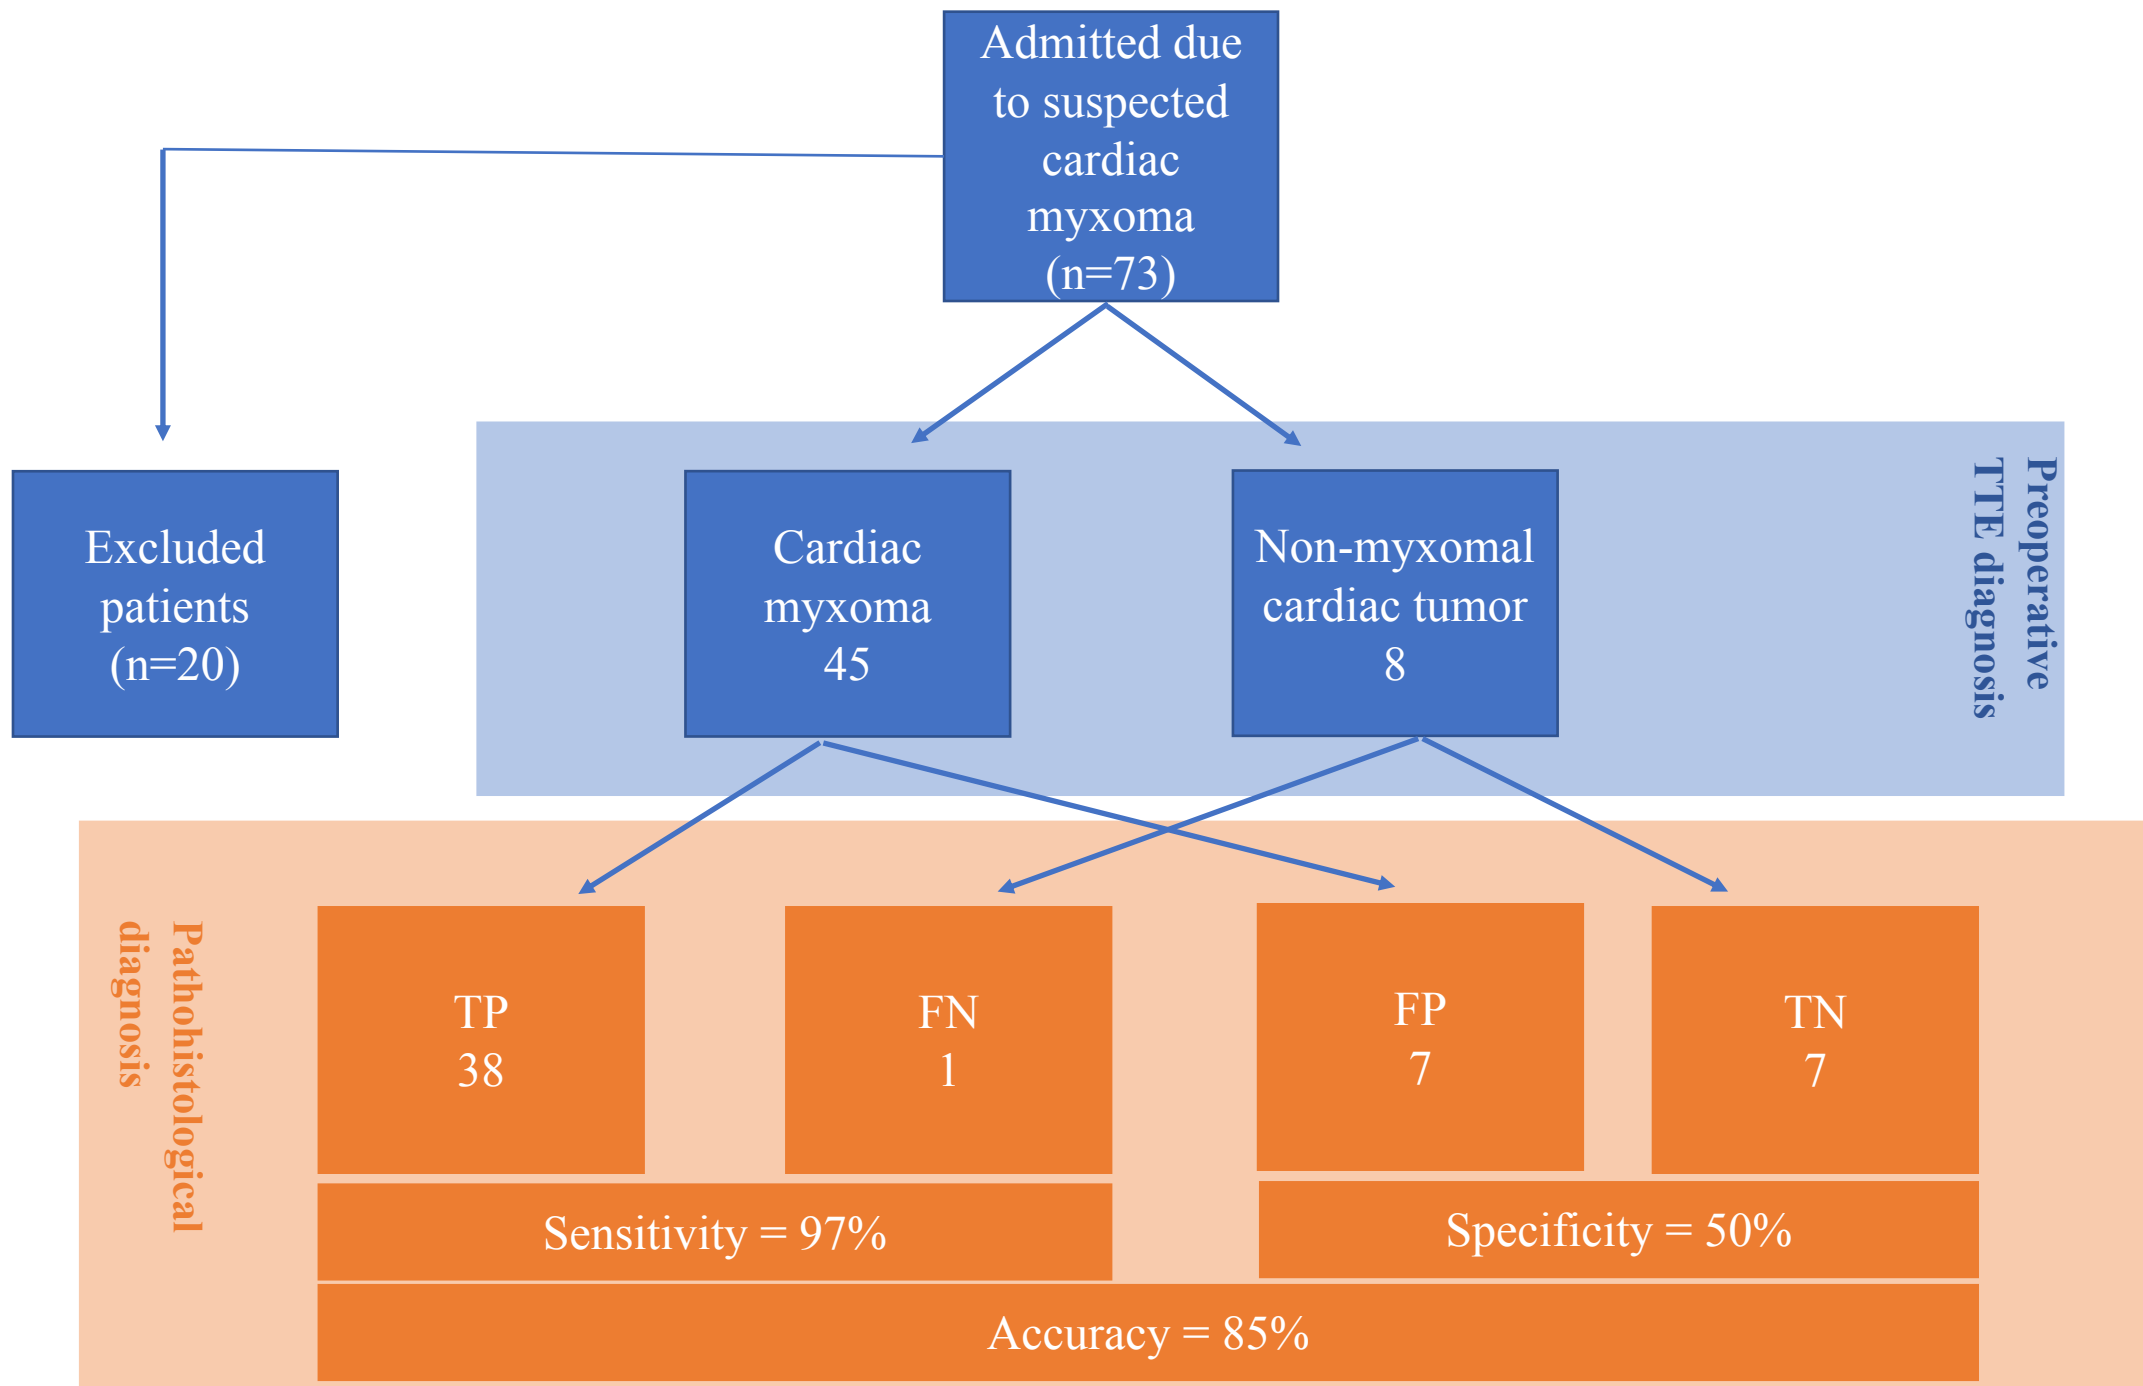 Admitted due
to suspected
cardiac
myxoma
(n=73)
Excluded
patients
(n=20)
Cardiac
myxoma
45
Non-myxomal
cardiac tumor
8
Preoperative
TTE diagnosis
Pathohistological
diagnosis
TP
38
FN
1
FP
7
TN
7
Sensitivity = 97%
Specificity = 50%
Accuracy = 85%